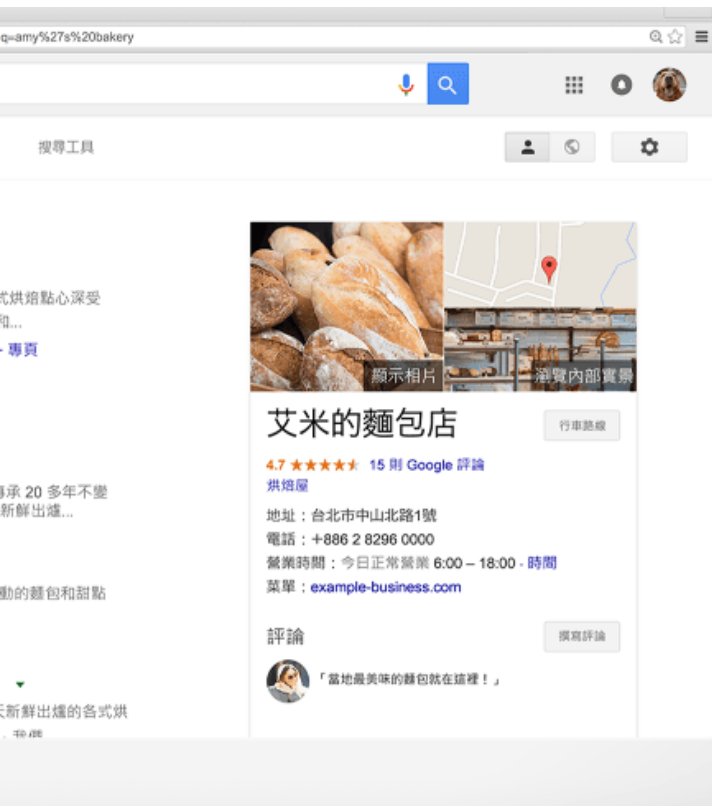 q=amy%27s%20bakery
搜尋工具
式烘焙點心深受
和...
專頁
承 20 多年不變
新鮮出爐...
動的麵包和甜點
天新鮮出爐的各式烘
顯示相片
瀏覽內部實景
艾米的麵包店
行車路線
4.7 ★★★★★ 15 則 Google 評論
烘焙屋
地址：台北市中山北路1號
電話：+886 2 8296 0000
營業時間：今日正常營業 6:00 – 18:00 - 時間
菜單：example-business.com
評論
撰寫評論
「當地最美味的麵包就在這裡！」